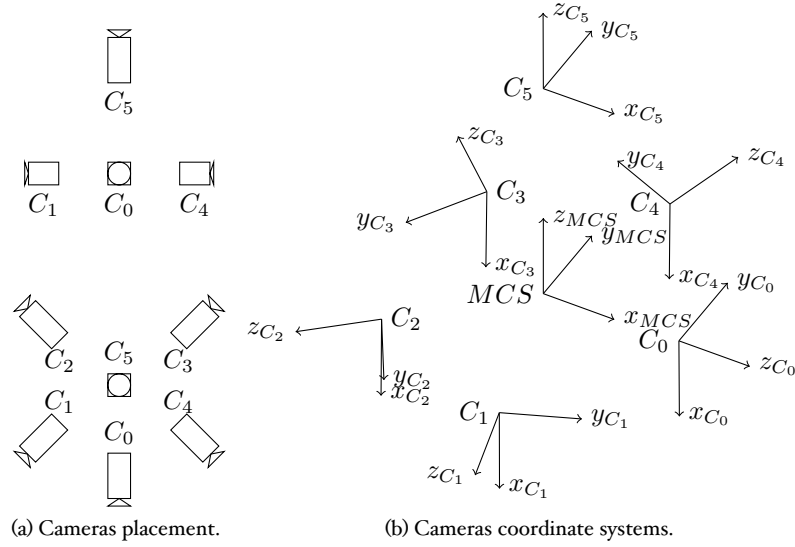 C5
C1 C0 C4
C2 C5 C3
C1 C4
C0
(a) Cameras placement.
zC5
yC5
C5
xC5
zC3
C3
yC3
xC3
yC4
zC4
C4
xC4
zMCS
yMCS
MCS
xMCS
yC0
C0
zC0
xC0
C2
zC2
yC2
xC2
C1
yC1
zC1
xC1
(b) Cameras coordinate systems.